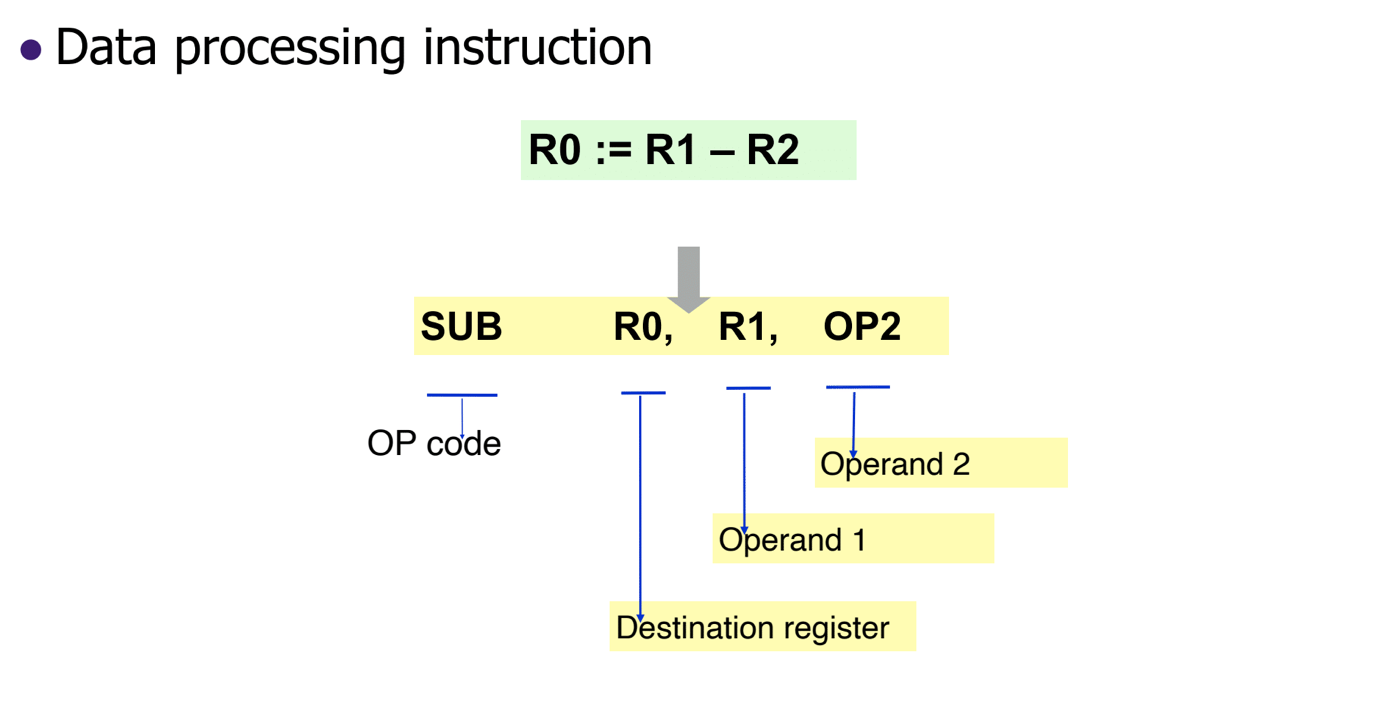 Data processing instruction
R0 := R1 – R2
SUB R0, R1, OP2
OP code
Operand 2
Operand 1
Destination register